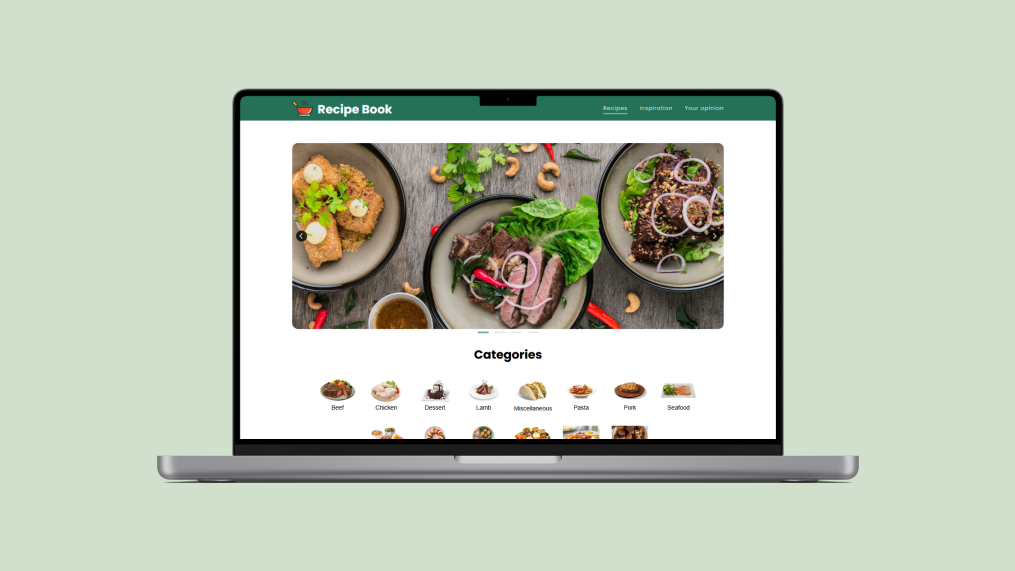 Recipe Book
Recipes Inspiration Your opinion
Categories
Beef Chicken Dessert Lamb Miscellaneous Pasta Pork Seafood